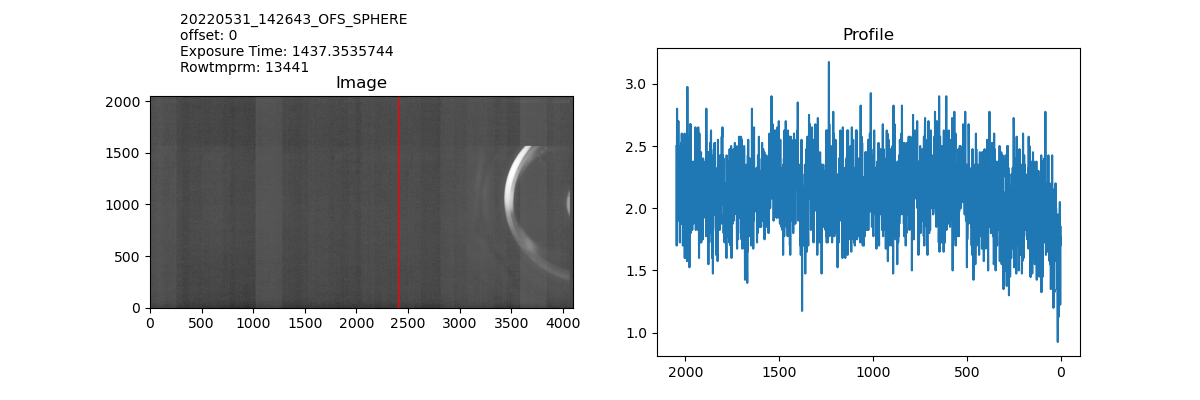 20220531_142643_OFS_SPHERE
offset: 0
Exposure Time: 1437.3535744
Rowtmprm: 13441
Image
2000
1500
1000
500
0
0 500 1000 1500 2000 2500 3000 3500 4000
Profile
3.0
2.5
2.0
1.5
1.0
2000 1500 1000 500 0